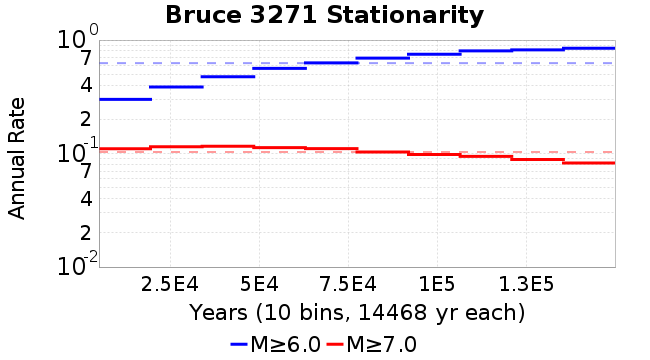 Bruce 3271 Stationarity
10^0
7
4
2
10^-1
7
4
2
10^-2
Annual Rate
2.5E4 5E4 7.5E4 1E5 1.3E5
Years (10 bins, 14468 yr each)
M≥6.0 M≥7.0